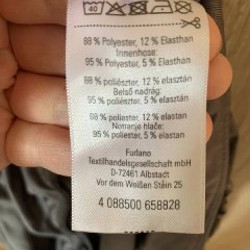 40
88 % Polyester, 12 % Elasthan
Innenhose:
95 % Polyester, 5 % Elasthan
88 % poliészter, 12 % elasztán
Belső nadrág:
95 % poliészter, 5 % elasztán
88 % poliester, 12 % elastan
Notranje hlače:
95 % poliester, 5 % elastan
Furlano
Textilhandelsgesellschaft mbH
D-72461 Albstadt
Vor dem Weißen Stein 25
4 088500 658828